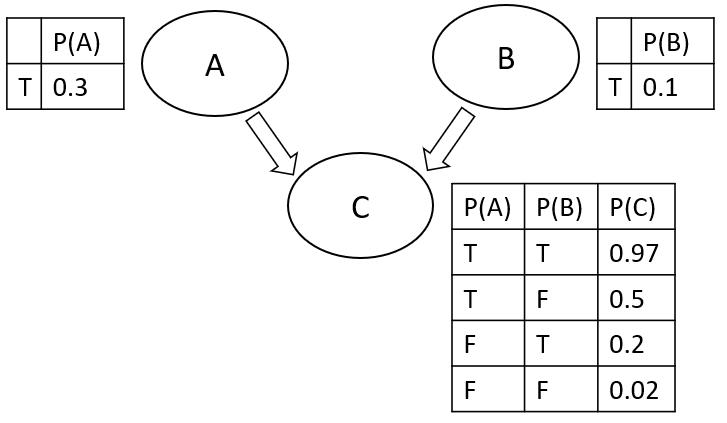 P(A)
T 0.3
A
B
P(B)
T 0.1
C
P(A) P(B) P(C)
T T 0.97
T F 0.5
F T 0.2
F F 0.02